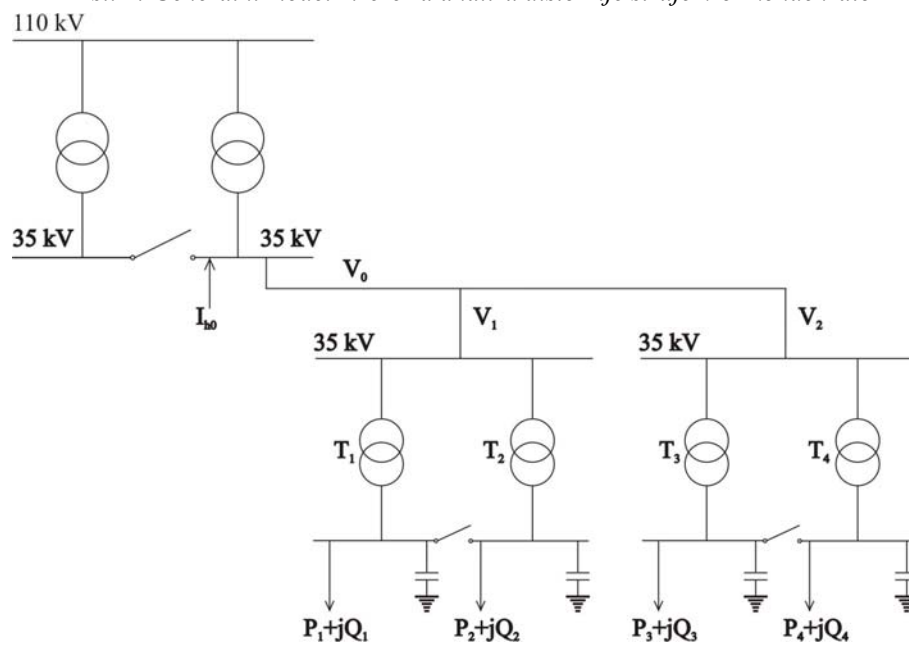 110 kV
35 kV
35 kV
V₀
Iₕ₀
V₁
V₂
35 kV
35 kV
T₁
T₂
T₃
T₄
P₁+jQ₁
P₂+jQ₂
P₃+jQ₃
P₄+jQ₄